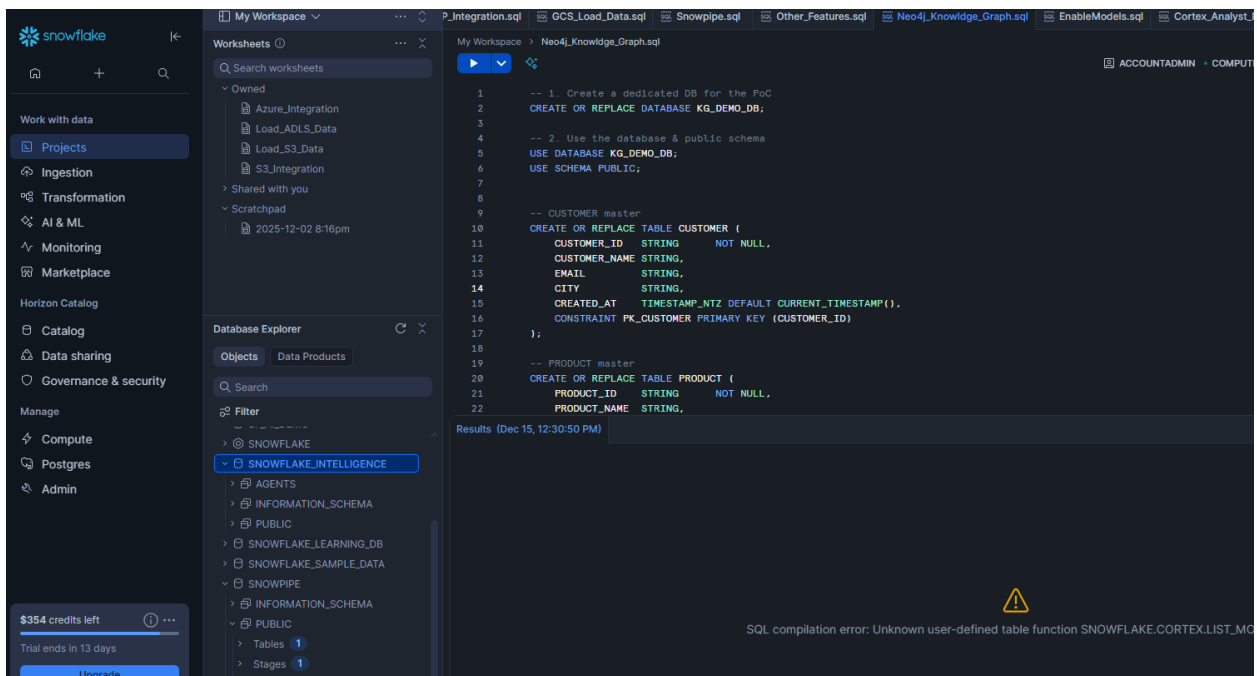 snowflake
Work with data
Projects
Ingestion
Transformation
AI & ML
Monitoring
Marketplace
Horizon Catalog
Catalog
Data sharing
Governance & security
Manage
Compute
Postgres
Admin
$354 credits left
Trial ends in 13 days
Upgrade
My Workspace
Worksheets
Search worksheets
Owned
Azure_Integration
Load_ADLS_Data
Load_S3_Data
S3_Integration
Shared with you
Scratchpad
2025-12-02 8:16pm
Database Explorer
Objects Data Products
Search
Filter
SNOWFLAKE
SNOWFLAKE_INTELLIGENCE
AGENTS
INFORMATION_SCHEMA
PUBLIC
SNOWFLAKE_LEARNING_DB
SNOWFLAKE_SAMPLE_DATA
SNOWPIPE
INFORMATION_SCHEMA
PUBLIC
Tables 1
Stages 1
P_Integration.sql GCS_Load_Data.sql Snowpipe.sql Other_Features.sql Neo4j_Knowldge_Graph.sql EnableModels.sql Cortex_Analyst_
My Workspace > Neo4j_Knowldge_Graph.sql
ACCOUNTADMIN COMPUT
1 -- 1. Create a dedicated DB for the PoC
2 CREATE OR REPLACE DATABASE KG_DEMO_DB;
3
4 -- 2. Use the database & public schema
5 USE DATABASE KG_DEMO_DB;
6 USE SCHEMA PUBLIC;
7
8
9 -- CUSTOMER master
10 CREATE OR REPLACE TABLE CUSTOMER (
11 CUSTOMER_ID STRING NOT NULL,
12 CUSTOMER_NAME STRING,
13 EMAIL STRING,
14 CITY STRING,
15 CREATED_AT TIMESTAMP_NTZ DEFAULT CURRENT_TIMESTAMP(),
16 CONSTRAINT PK_CUSTOMER PRIMARY KEY (CUSTOMER_ID)
17 );
18
19 -- PRODUCT master
20 CREATE OR REPLACE TABLE PRODUCT (
21 PRODUCT_ID STRING NOT NULL,
22 PRODUCT_NAME STRING,
Results (Dec 15, 12:30:50 PM)
SQL compilation error: Unknown user-defined table function SNOWFLAKE.CORTEX.LIST_MO